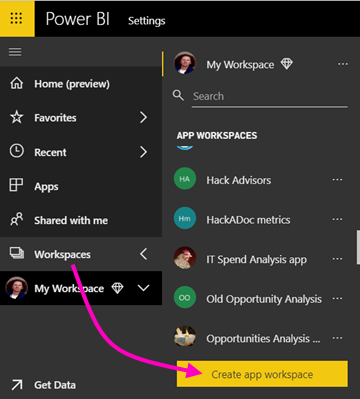 Power BI Settings
Home (preview)
Favorites
Recent
Apps
Shared with me
Workspaces
My Workspace
Get Data
My Workspace
Search
APP WORKSPACES
HA Hack Advisors
Hm HackADoc metrics
IT Spend Analysis app
OO Old Opportunity Analysis
Opportunities Analysis ...
Create app workspace